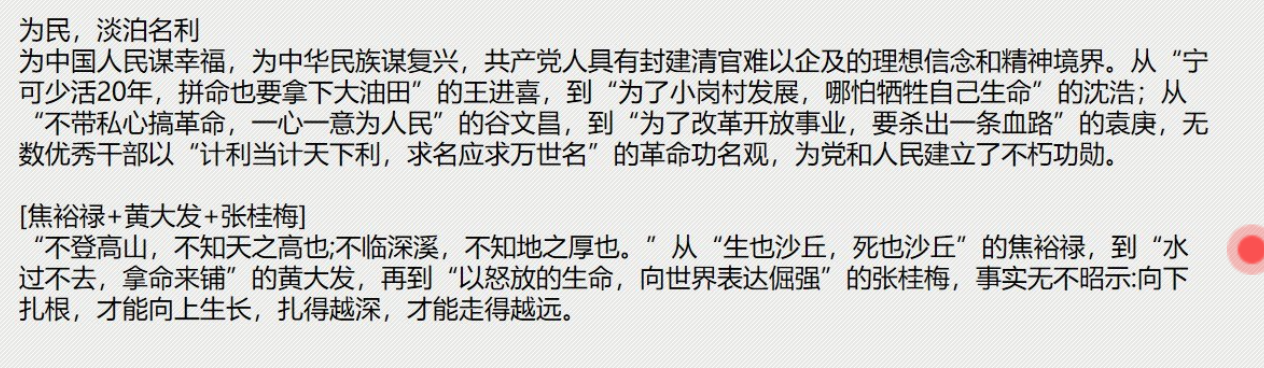 为民，淡泊名利
为中国人民谋幸福，为中华民族谋复兴，共产党人具有封建清官难以企及的理想信念和精神境界。从“宁
可少活20年，拼命也要拿下大油田”的王进喜，到“为了小岗村发展，哪怕牺牲自己生命”的沈浩；从
“不带私心搞革命，一心一意为人民”的谷文昌，到“为了改革开放事业，要杀出一条血路”的袁庚，无
数优秀干部以“计利当计天下利，求名应求万世名”的革命功名观，为党和人民建立了不朽功勋。
[焦裕禄+黄大发+张桂梅]
“不登高山，不知天之高也;不临深溪，不知地之厚也。”从“生也沙丘，死也沙丘”的焦裕禄，到“水
过不去，拿命来铺”的黄大发，再到“以怒放的生命，向世界表达倔强”的张桂梅，事实无不昭示:向下
扎根，才能向上生长，扎得越深，才能走得越远。